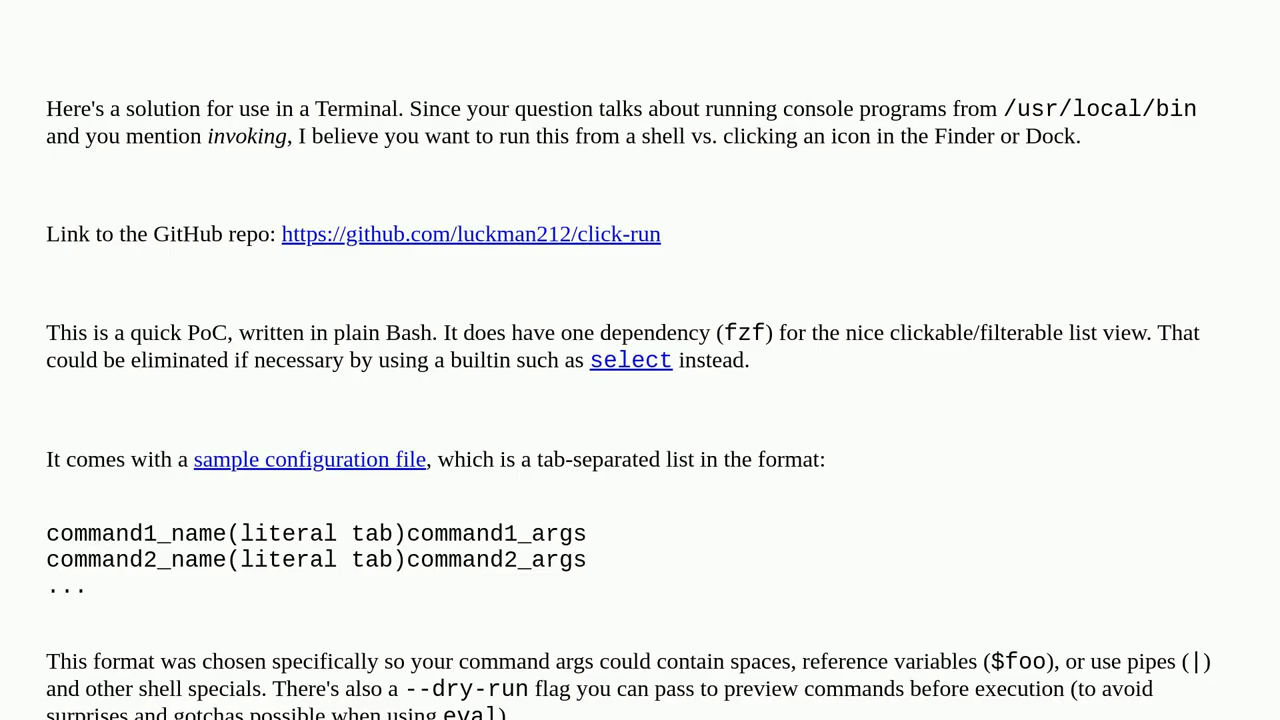 Here's a solution for use in a Terminal. Since your question talks about running console programs from /usr/local/bin
and you mention invoking, I believe you want to run this from a shell vs. clicking an icon in the Finder or Dock.
Link to the GitHub repo: https://github.com/luckman212/click-run
This is a quick PoC, written in plain Bash. It does have one dependency (fzf) for the nice clickable/filterable list view. That
could be eliminated if necessary by using a builtin such as select instead.
It comes with a sample configuration file, which is a tab-separated list in the format:
command1_name(literal tab)command1_args
command2_name(literal tab)command2_args
...
This format was chosen specifically so your command args could contain spaces, reference variables ($foo), or use pipes (|)
and other shell specials. There's also a --dry-run flag you can pass to preview commands before execution (to avoid
surprises and gotchas possible when using eval).